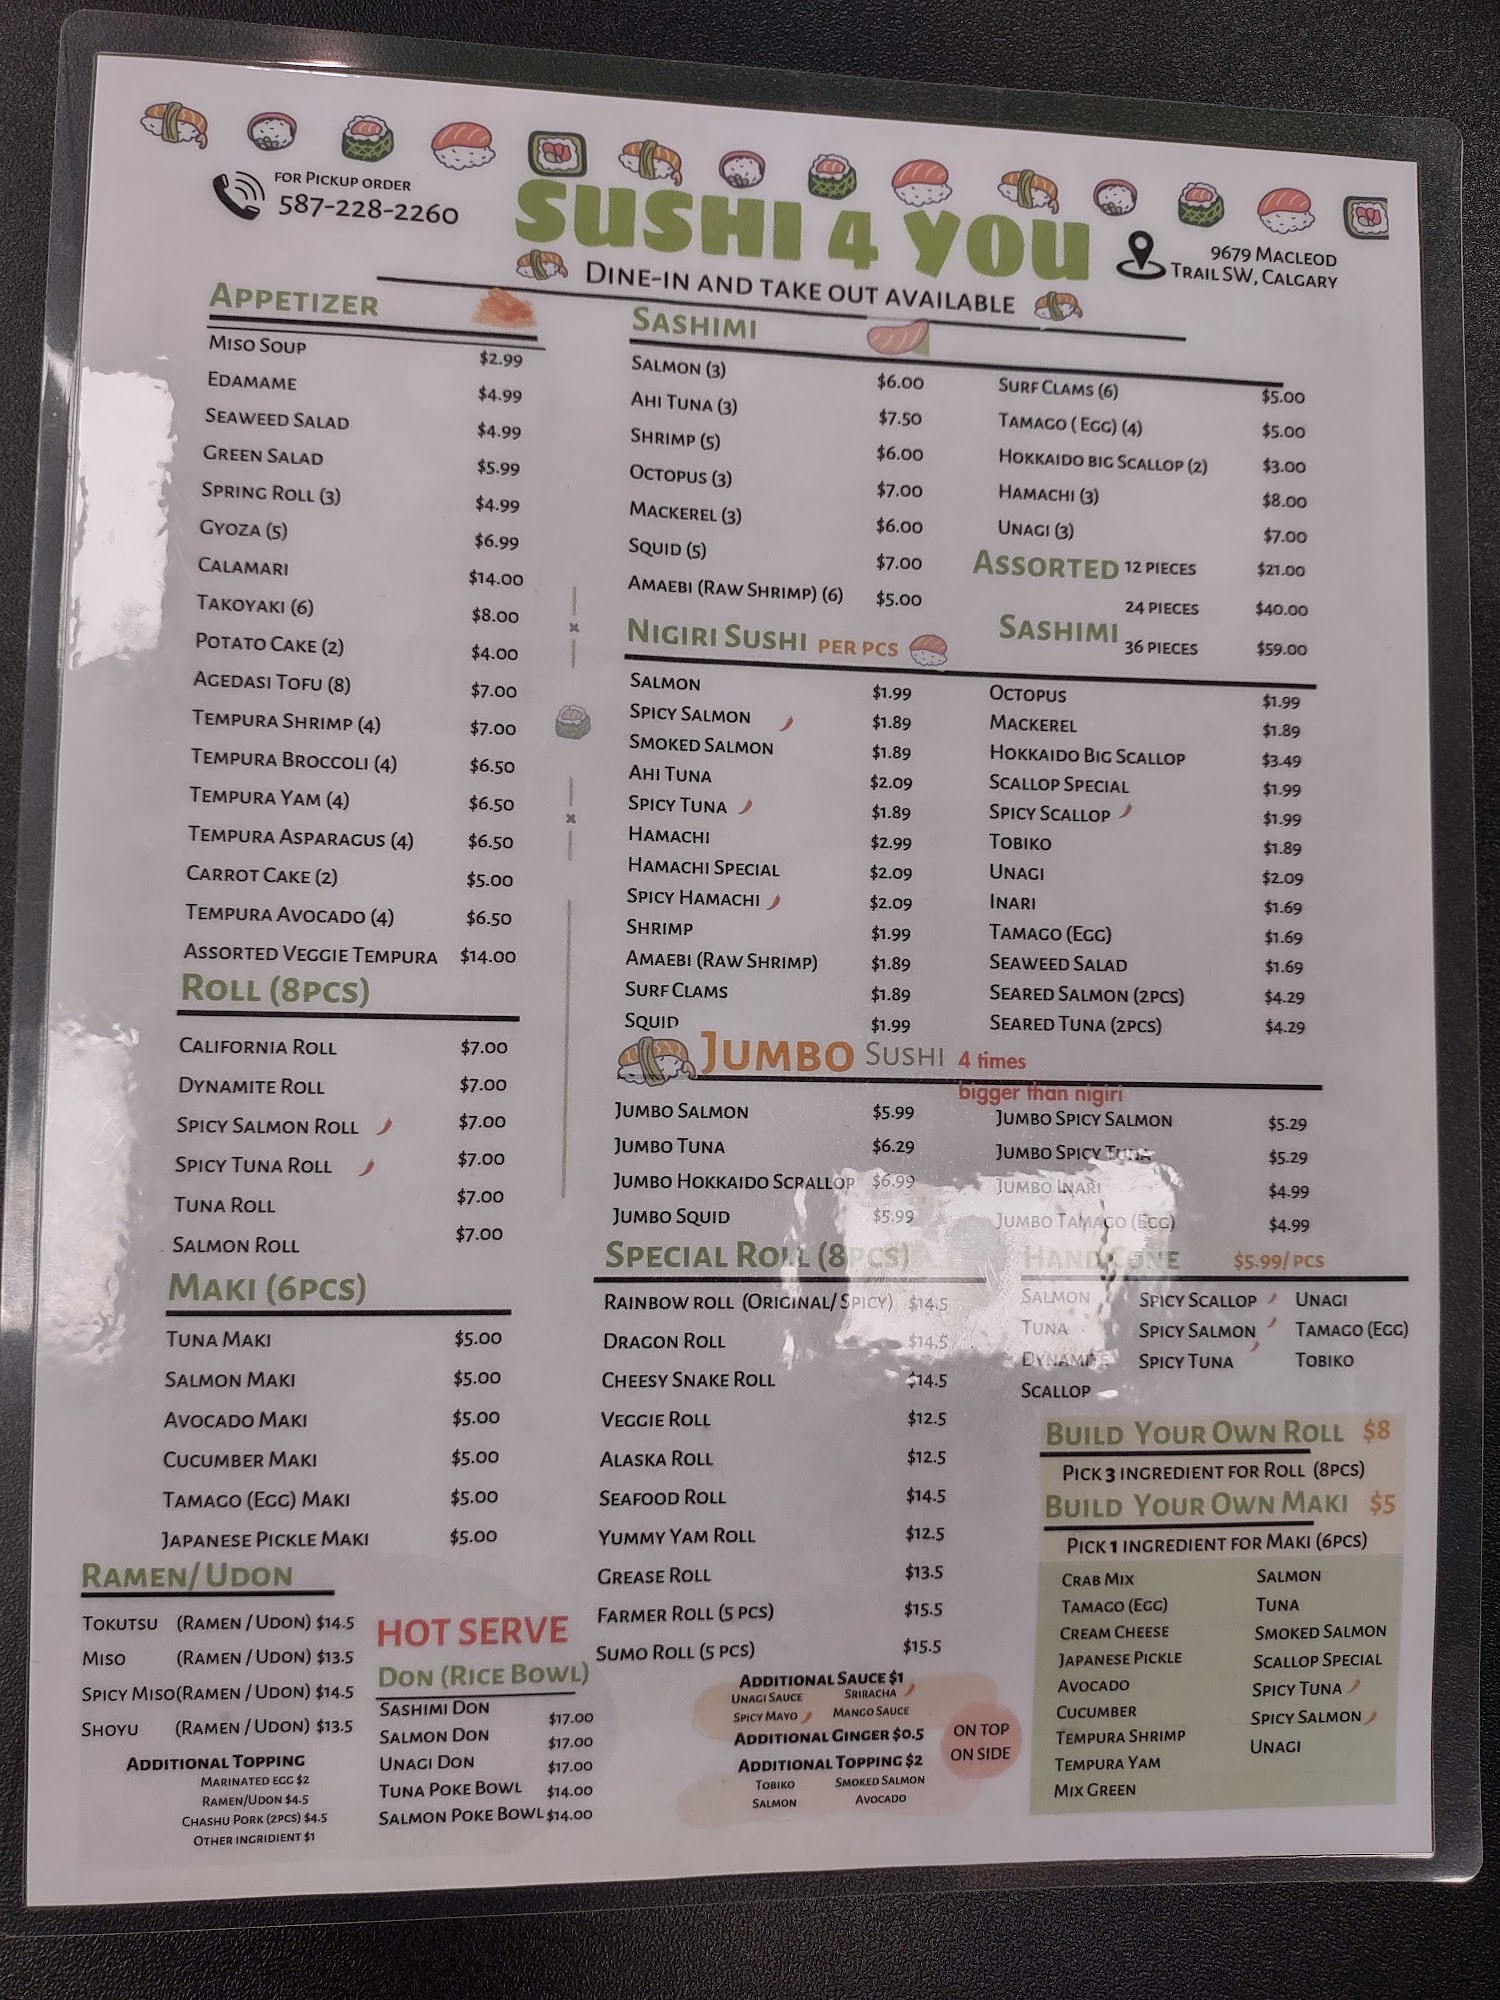 FOR PICKUP ORDER
587-228-2260
SUSHI 4 YOU
DINE-IN AND TAKE OUT AVAILABLE
9679 MACLEOD
TRAIL SW, CALGARY
APPETIZER
MISO SOUP $2.99
EDAMAME $4.99
SEAWEED SALAD $4.99
GREEN SALAD $5.99
SPRING ROLL (3) $4.99
GYOZA (5) $6.99
CALAMARI $14.00
TAKOYAKI (6) $8.00
POTATO CAKE (2) $4.00
AGEDASI TOFU (8) $7.00
TEMPURA SHRIMP (4) $7.00
TEMPURA BROCCOLI (4) $6.50
TEMPURA YAM (4) $6.50
TEMPURA ASPARAGUS (4) $6.50
CARROT CAKE (2) $5.00
TEMPURA AVOCADO (4) $6.50
ASSORTED VEGGIE TEMPURA $14.00
ROLL (8PCS)
CALIFORNIA ROLL $7.00
DYNAMITE ROLL $7.00
SPICY SALMON ROLL $7.00
SPICY TUNA ROLL $7.00
TUNA ROLL $7.00
SALMON ROLL $7.00
MAKI (6PCS)
TUNA MAKI $5.00
SALMON MAKI $5.00
AVOCADO MAKI $5.00
CUCUMBER MAKI $5.00
TAMAGO (EGG) MAKI $5.00
JAPANESE PICKLE MAKI $5.00
RAMEN/ UDON
TOKUTSU (RAMEN / UDON) $14.5
MISO (RAMEN / UDON) $13.5
SPICY MISO(RAMEN / UDON) $14.5
SHOYU (RAMEN / UDON) $13.5
ADDITIONAL TOPPING
MARINATED EGG $2
RAMEN/UDON $4.5
CHASHU PORK (2PCS) $4.5
OTHER INGRIDIENT $1
HOT SERVE
DON (RICE BOWL)
SASHIMI DON $17.00
SALMON DON $17.00
UNAGI DON $17.00
TUNA POKE BOWL $14.00
SALMON POKE BOWL $14.00
SASHIMI
SALMON (3) $6.00
AHI TUNA (3) $7.50
SHRIMP (5) $6.00
OCTOPUS (3) $7.00
MACKEREL (3) $6.00
SQUID (5) $7.00
AMAEBI (RAW SHRIMP) (6) $5.00
SURF CLAMS (6) $5.00
TAMAGO ( EGG) (4) $5.00
HOKKAIDO BIG SCALLOP (2) $3.00
HAMACHI (3) $8.00
UNAGI (3) $7.00
ASSORTED SASHIMI
12 PIECES $21.00
24 PIECES $40.00
36 PIECES $59.00
NIGIRI SUSHI PER PCS
SALMON $1.99
SPICY SALMON $1.89
SMOKED SALMON $1.89
AHI TUNA $2.09
SPICY TUNA $1.89
HAMACHI $2.99
HAMACHI SPECIAL $2.09
SPICY HAMACHI $2.09
SHRIMP $1.99
AMAEBI (RAW SHRIMP) $1.89
SURF CLAMS $1.89
SQUID $1.99
OCTOPUS $1.99
MACKEREL $1.89
HOKKAIDO BIG SCALLOP $3.49
SCALLOP SPECIAL $1.99
SPICY SCALLOP $1.99
TOBIKO $1.89
UNAGI $2.09
INARI $1.69
TAMAGO (EGG) $1.69
SEAWEED SALAD $1.69
SEARED SALMON (2PCS) $4.29
SEARED TUNA (2PCS) $4.29
JUMBO SUSHI 4 times
bigger than nigiri
JUMBO SALMON $5.99
JUMBO TUNA $6.29
JUMBO HOKKAIDO SCRALLOP $6.99
JUMBO SQUID $5.99
JUMBO SPICY SALMON $5.29
JUMBO SPICY TUNA $5.29
JUMBO INARI $4.99
JUMBO TAMAGO (EGG) $4.99
SPECIAL ROLL (8PCS)
RAINBOW ROLL (ORIGINAL/ SPICY) $14.5
DRAGON ROLL $14.5
CHEESY SNAKE ROLL $14.5
VEGGIE ROLL $12.5
ALASKA ROLL $12.5
SEAFOOD ROLL $14.5
YUMMY YAM ROLL $12.5
GREASE ROLL $13.5
FARMER ROLL (5 PCS) $15.5
SUMO ROLL (5 PCS) $15.5
ADDITIONAL SAUCE $1
UNAGI SAUCE SRIRACHA
SPICY MAYO MANGO SAUCE
ADDITIONAL GINGER $0.5
ADDITIONAL TOPPING $2
TOBIKO SMOKED SALMON
SALMON AVOCADO
ON TOP
ON SIDE
HAND CONE $5.99/ PCS
SALMON SPICY SCALLOP UNAGI
TUNA SPICY SALMON TAMAGO (EGG)
DYNAMITE SPICY TUNA TOBIKO
SCALLOP
BUILD YOUR OWN ROLL $8
PICK 3 INGREDIENT FOR ROLL (8PCS)
BUILD YOUR OWN MAKI $5
PICK 1 INGREDIENT FOR MAKI (6PCS)
CRAB MIX
TAMAGO (EGG)
CREAM CHEESE
JAPANESE PICKLE
AVOCADO
CUCUMBER
TEMPURA SHRIMP
TEMPURA YAM
MIX GREEN
SALMON
TUNA
SMOKED SALMON
SCALLOP SPECIAL
SPICY TUNA
SPICY SALMON
UNAGI